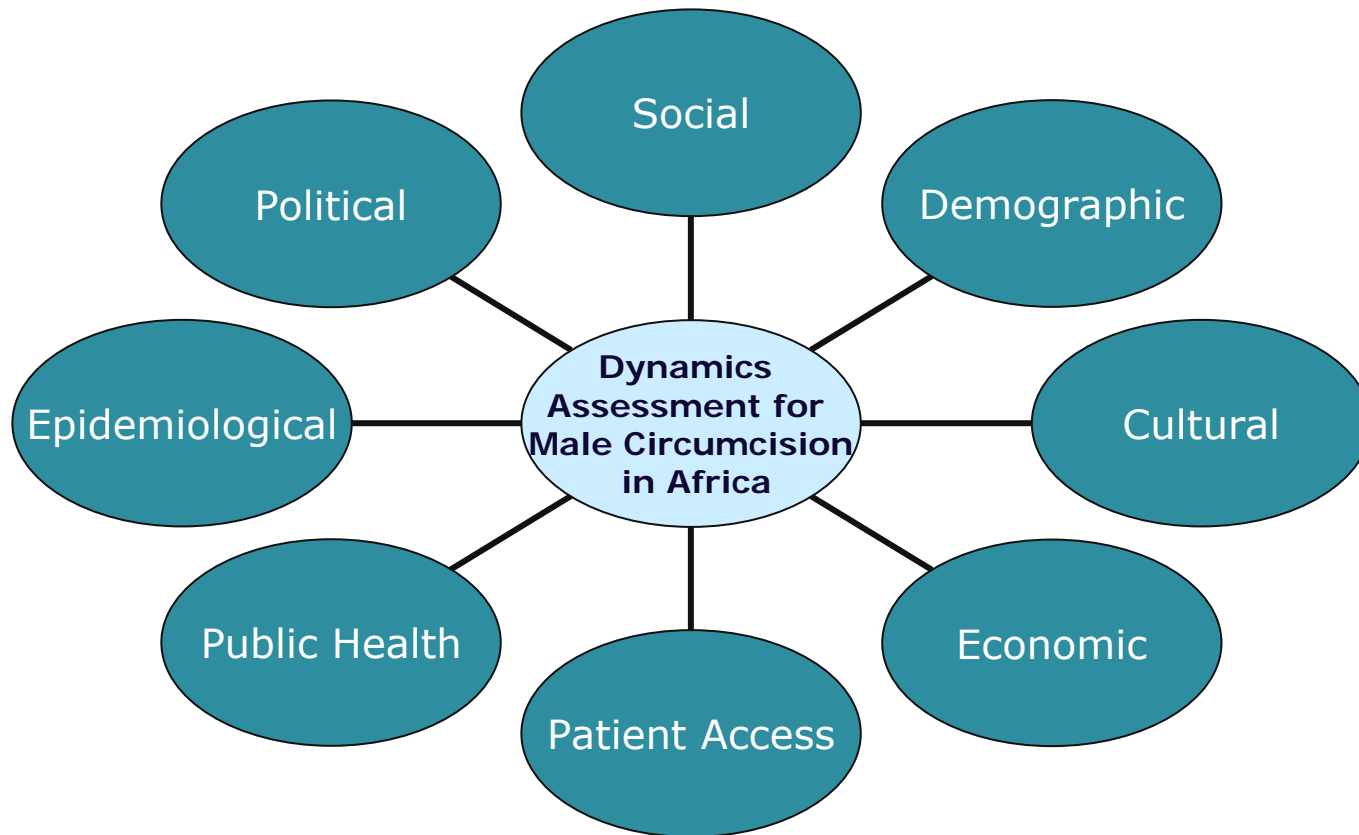 Social
Political
Demographic
Dynamics
Assessment for
Male Circumcision
in Africa
Epidemiological
Cultural
Public Health
Economic
Patient Access